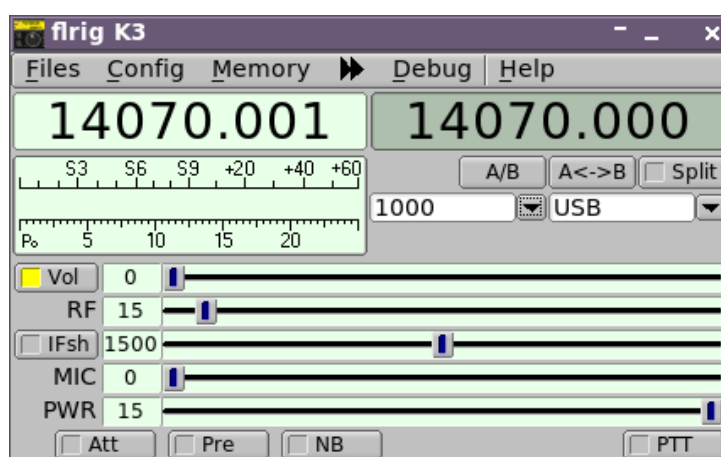 flrig K3
Files Config Memory Debug Help
14070.001 14070.000
S3 S6 S9 +20 +40 +60
A/B A<->B Split
1000 USB
Po 5 10 15 20
Vol 0
RF 15
IFsh 1500
MIC 0
PWR 15
Att Pre NB PTT